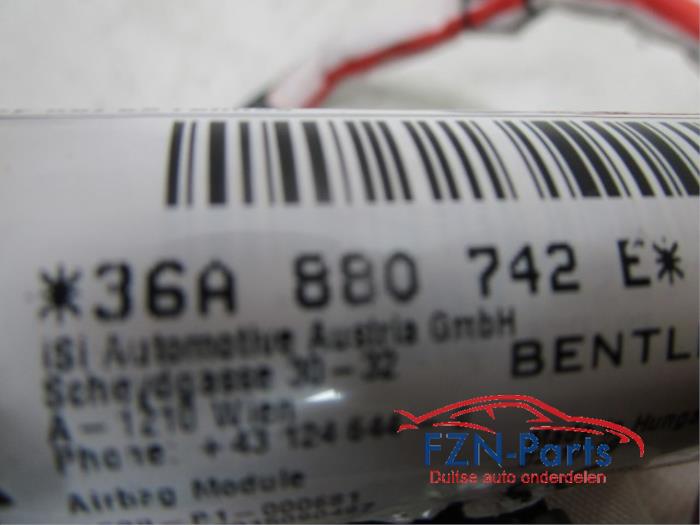 *36A 880 742 E*
iSi Automotive Austria GmbH
BENTL
Scheydgasse 30-32
A-1210 Wien
Phone: +43 124 644
FZN-Parts
Duitse auto onderdelen
Airbag Module